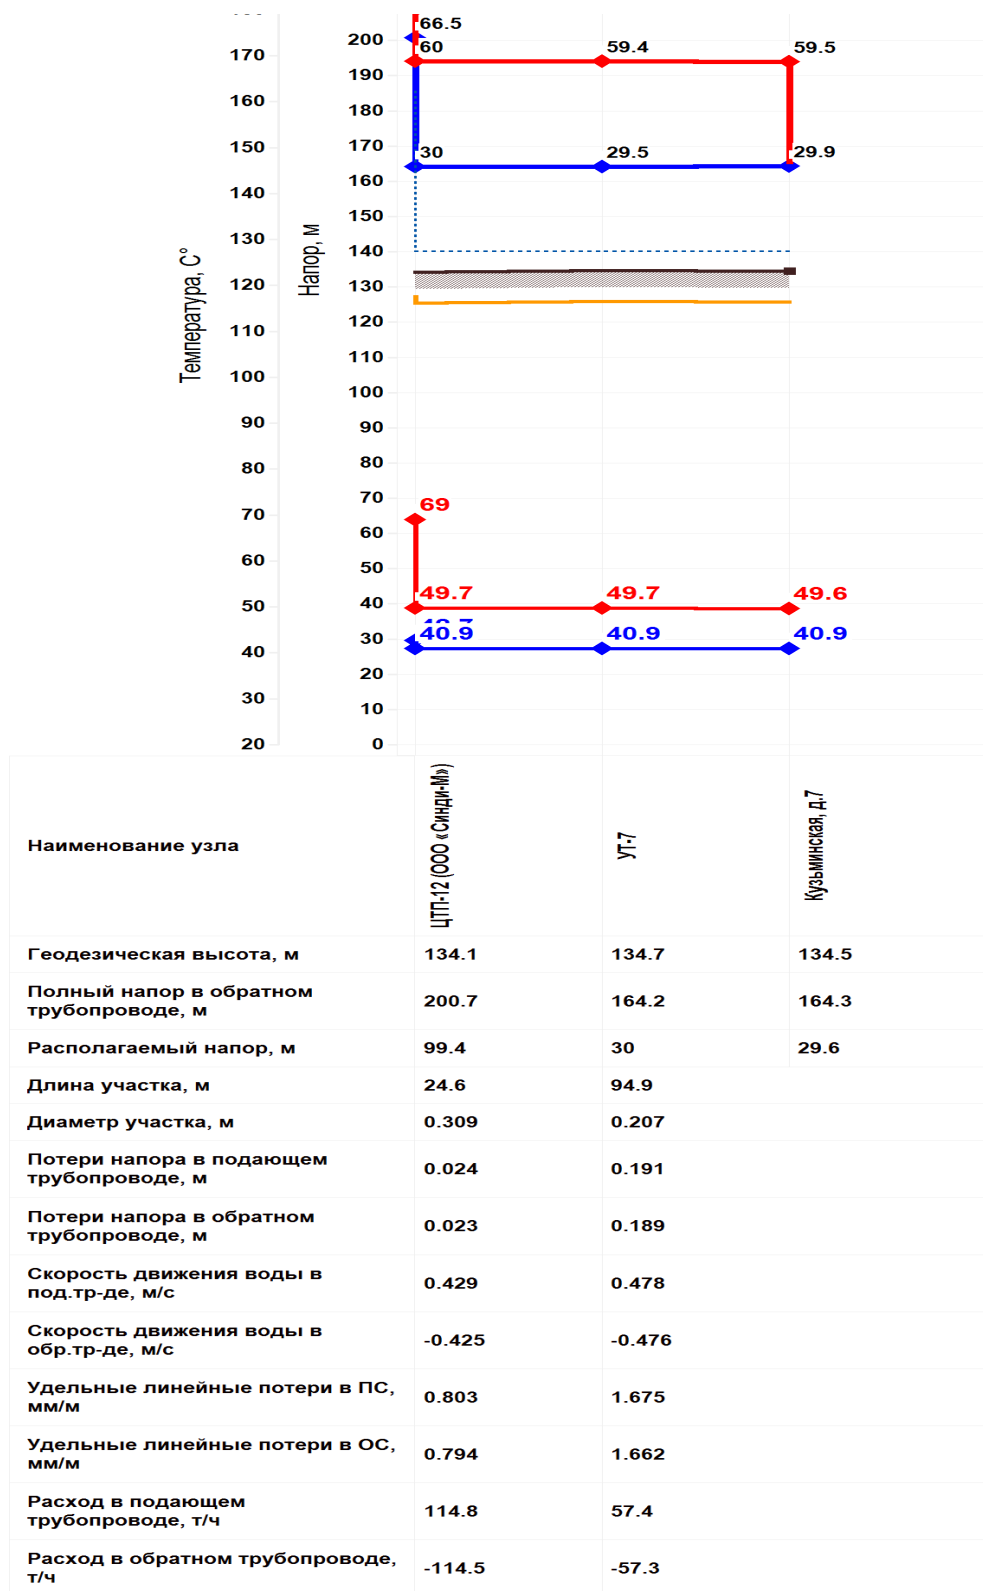 66.5
200
60
59.4
59.5
170
190
160
180
150
170
30
29.5
29.9
140
160
130
150
120
140
110
130
100
120
90
110
80
100
70
90
60
80
50
70
40
60
30
50
20
40
30
20
10
0
Температура, С°
Напор, м
69
49.7
49.7
49.6
40.9
40.9
40.9
Наименование узла
ЦТП-12 (ООО «Синди-М»)
УТ-7
Кузьминская, д.7
Геодезическая высота, м
134.1
134.7
134.5
Полный напор в обратном
трубопроводе, м
200.7
164.2
164.3
Располагаемый напор, м
99.4
30
29.6
Длина участка, м
24.6
94.9
Диаметр участка, м
0.309
0.207
Потери напора в подающем
трубопроводе, м
0.024
0.191
Потери напора в обратном
трубопроводе, м
0.023
0.189
Скорость движения воды в
под.тр-де, м/с
0.429
0.478
Скорость движения воды в
обр.тр-де, м/с
-0.425
-0.476
Удельные линейные потери в ПС,
мм/м
0.803
1.675
Удельные линейные потери в ОС,
мм/м
0.794
1.662
Расход в подающем
трубопроводе, т/ч
114.8
57.4
Расход в обратном трубопроводе,
т/ч
-114.5
-57.3